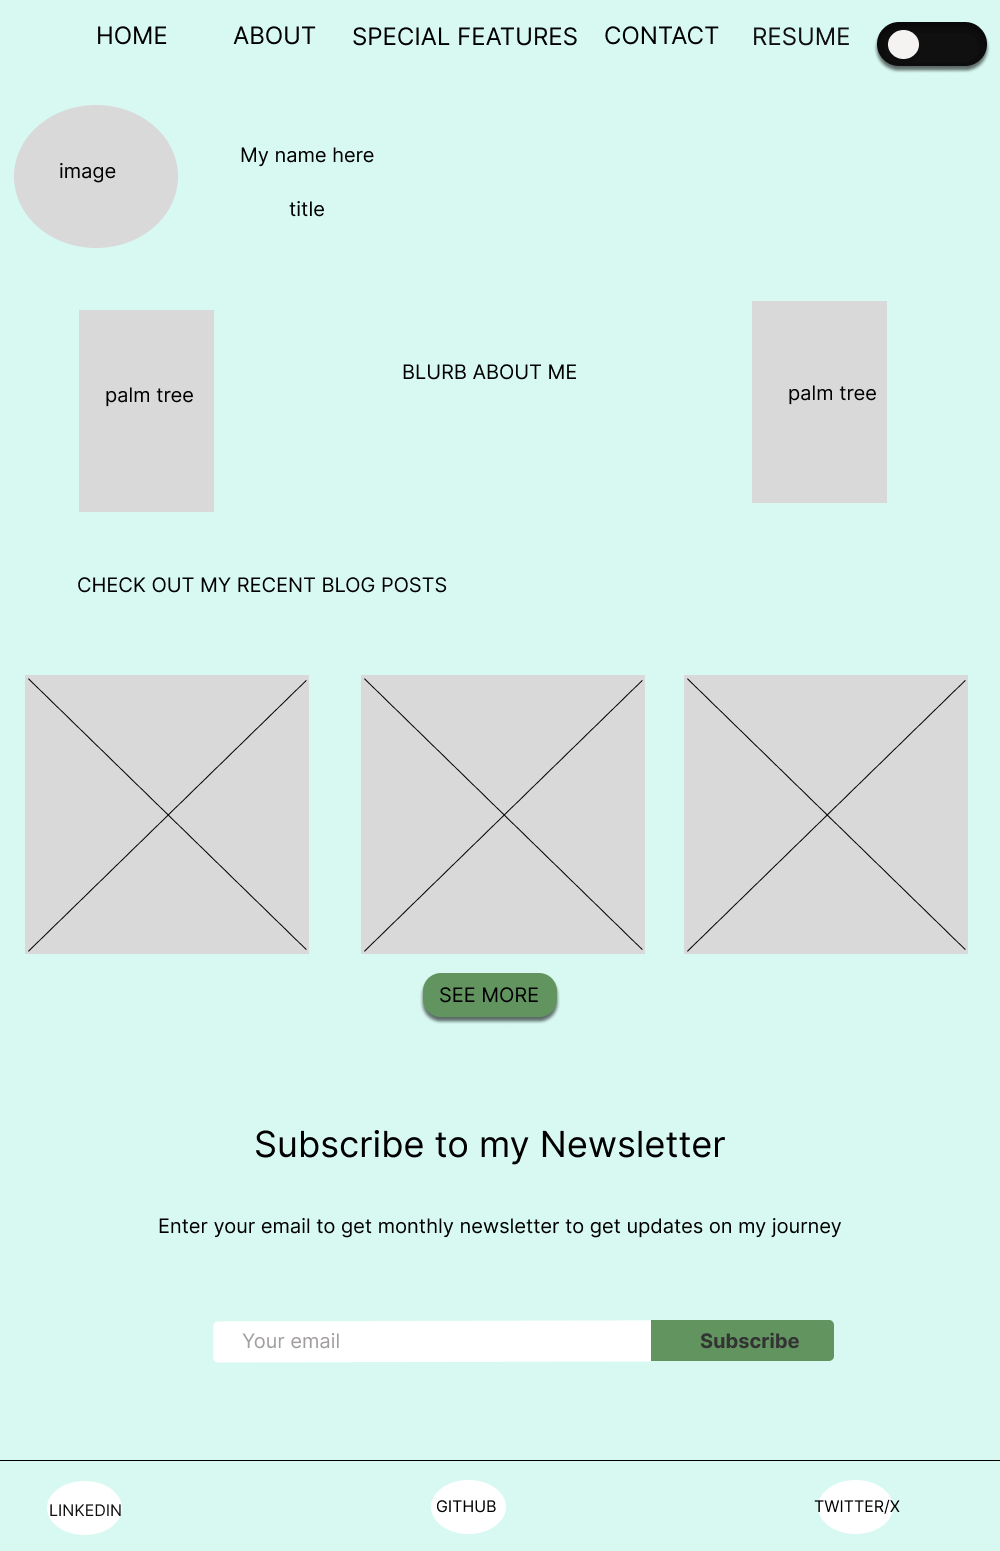 HOME ABOUT SPECIAL FEATURES CONTACT RESUME
image
My name here
title
palm tree
BLURB ABOUT ME
palm tree
CHECK OUT MY RECENT BLOG POSTS
SEE MORE
Subscribe to my Newsletter
Enter your email to get monthly newsletter to get updates on my journey
Your email
Subscribe
LINKEDIN
GITHUB
TWITTER/X